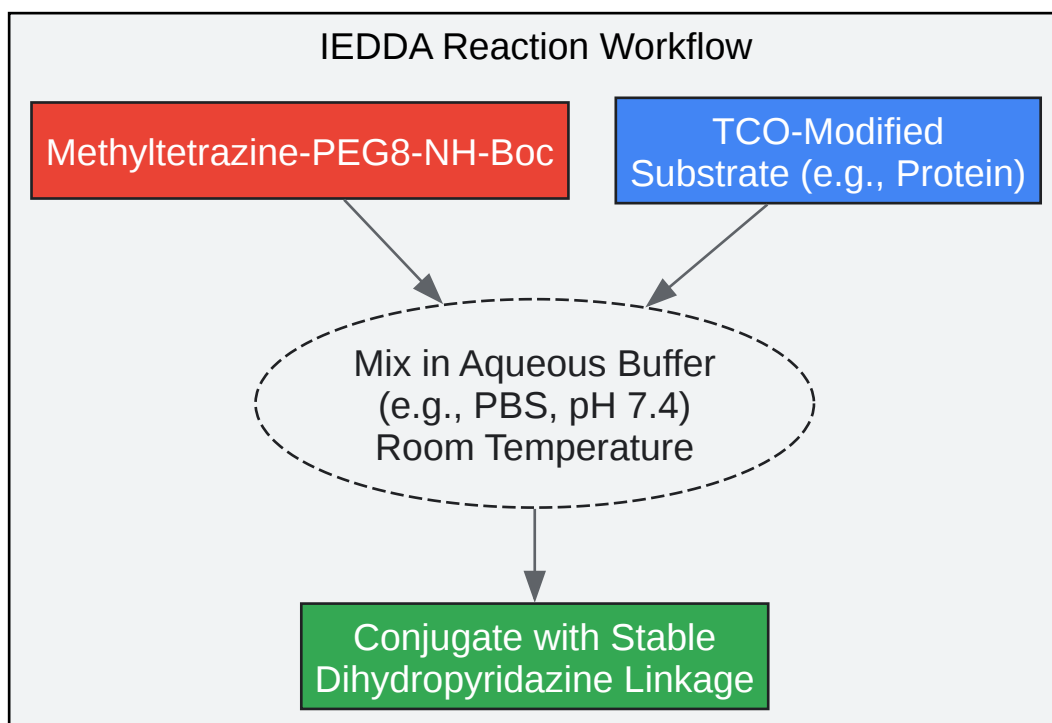 IEDDA Reaction Workflow
Methyltetrazine-PEG8-NH-Boc
TCO-Modified
Substrate (e.g., Protein)
Mix in Aqueous Buffer
(e.g., PBS, pH 7.4)
Room Temperature
Conjugate with Stable
Dihydropyridazine Linkage